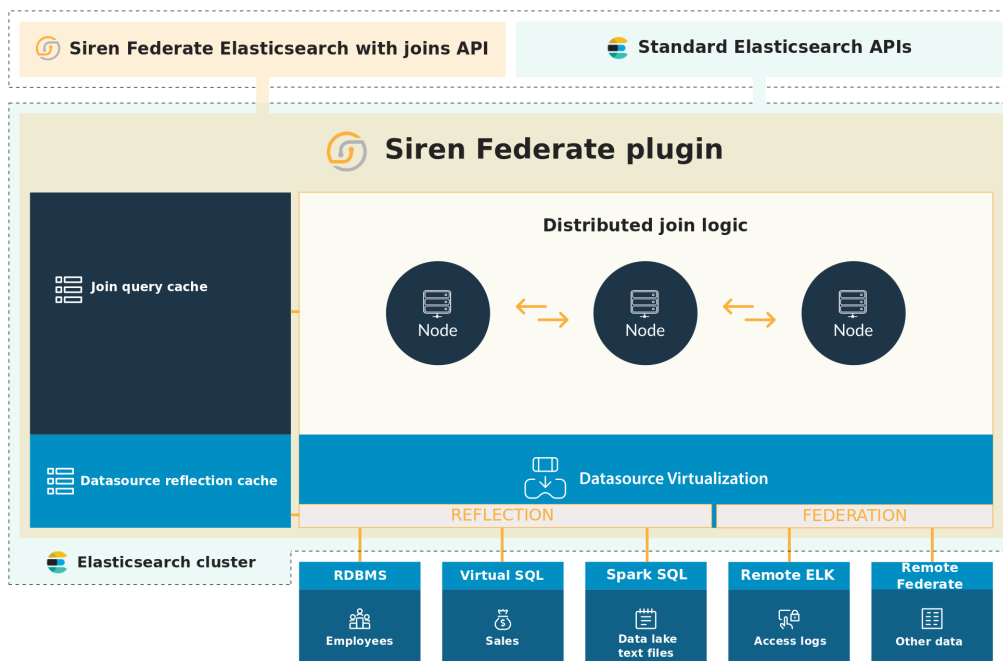 Siren Federate Elasticsearch with joins API
Standard Elasticsearch APIs
Siren Federate plugin
Join query cache
Distributed join logic
Node
Node
Node
Datasource reflection cache
Datasource Virtualization
REFLECTION
FEDERATION
Elasticsearch cluster
RDBMS
Employees
Virtual SQL
Sales
Spark SQL
Data lake
text files
Remote ELK
Access logs
Remote
Federate
Other data